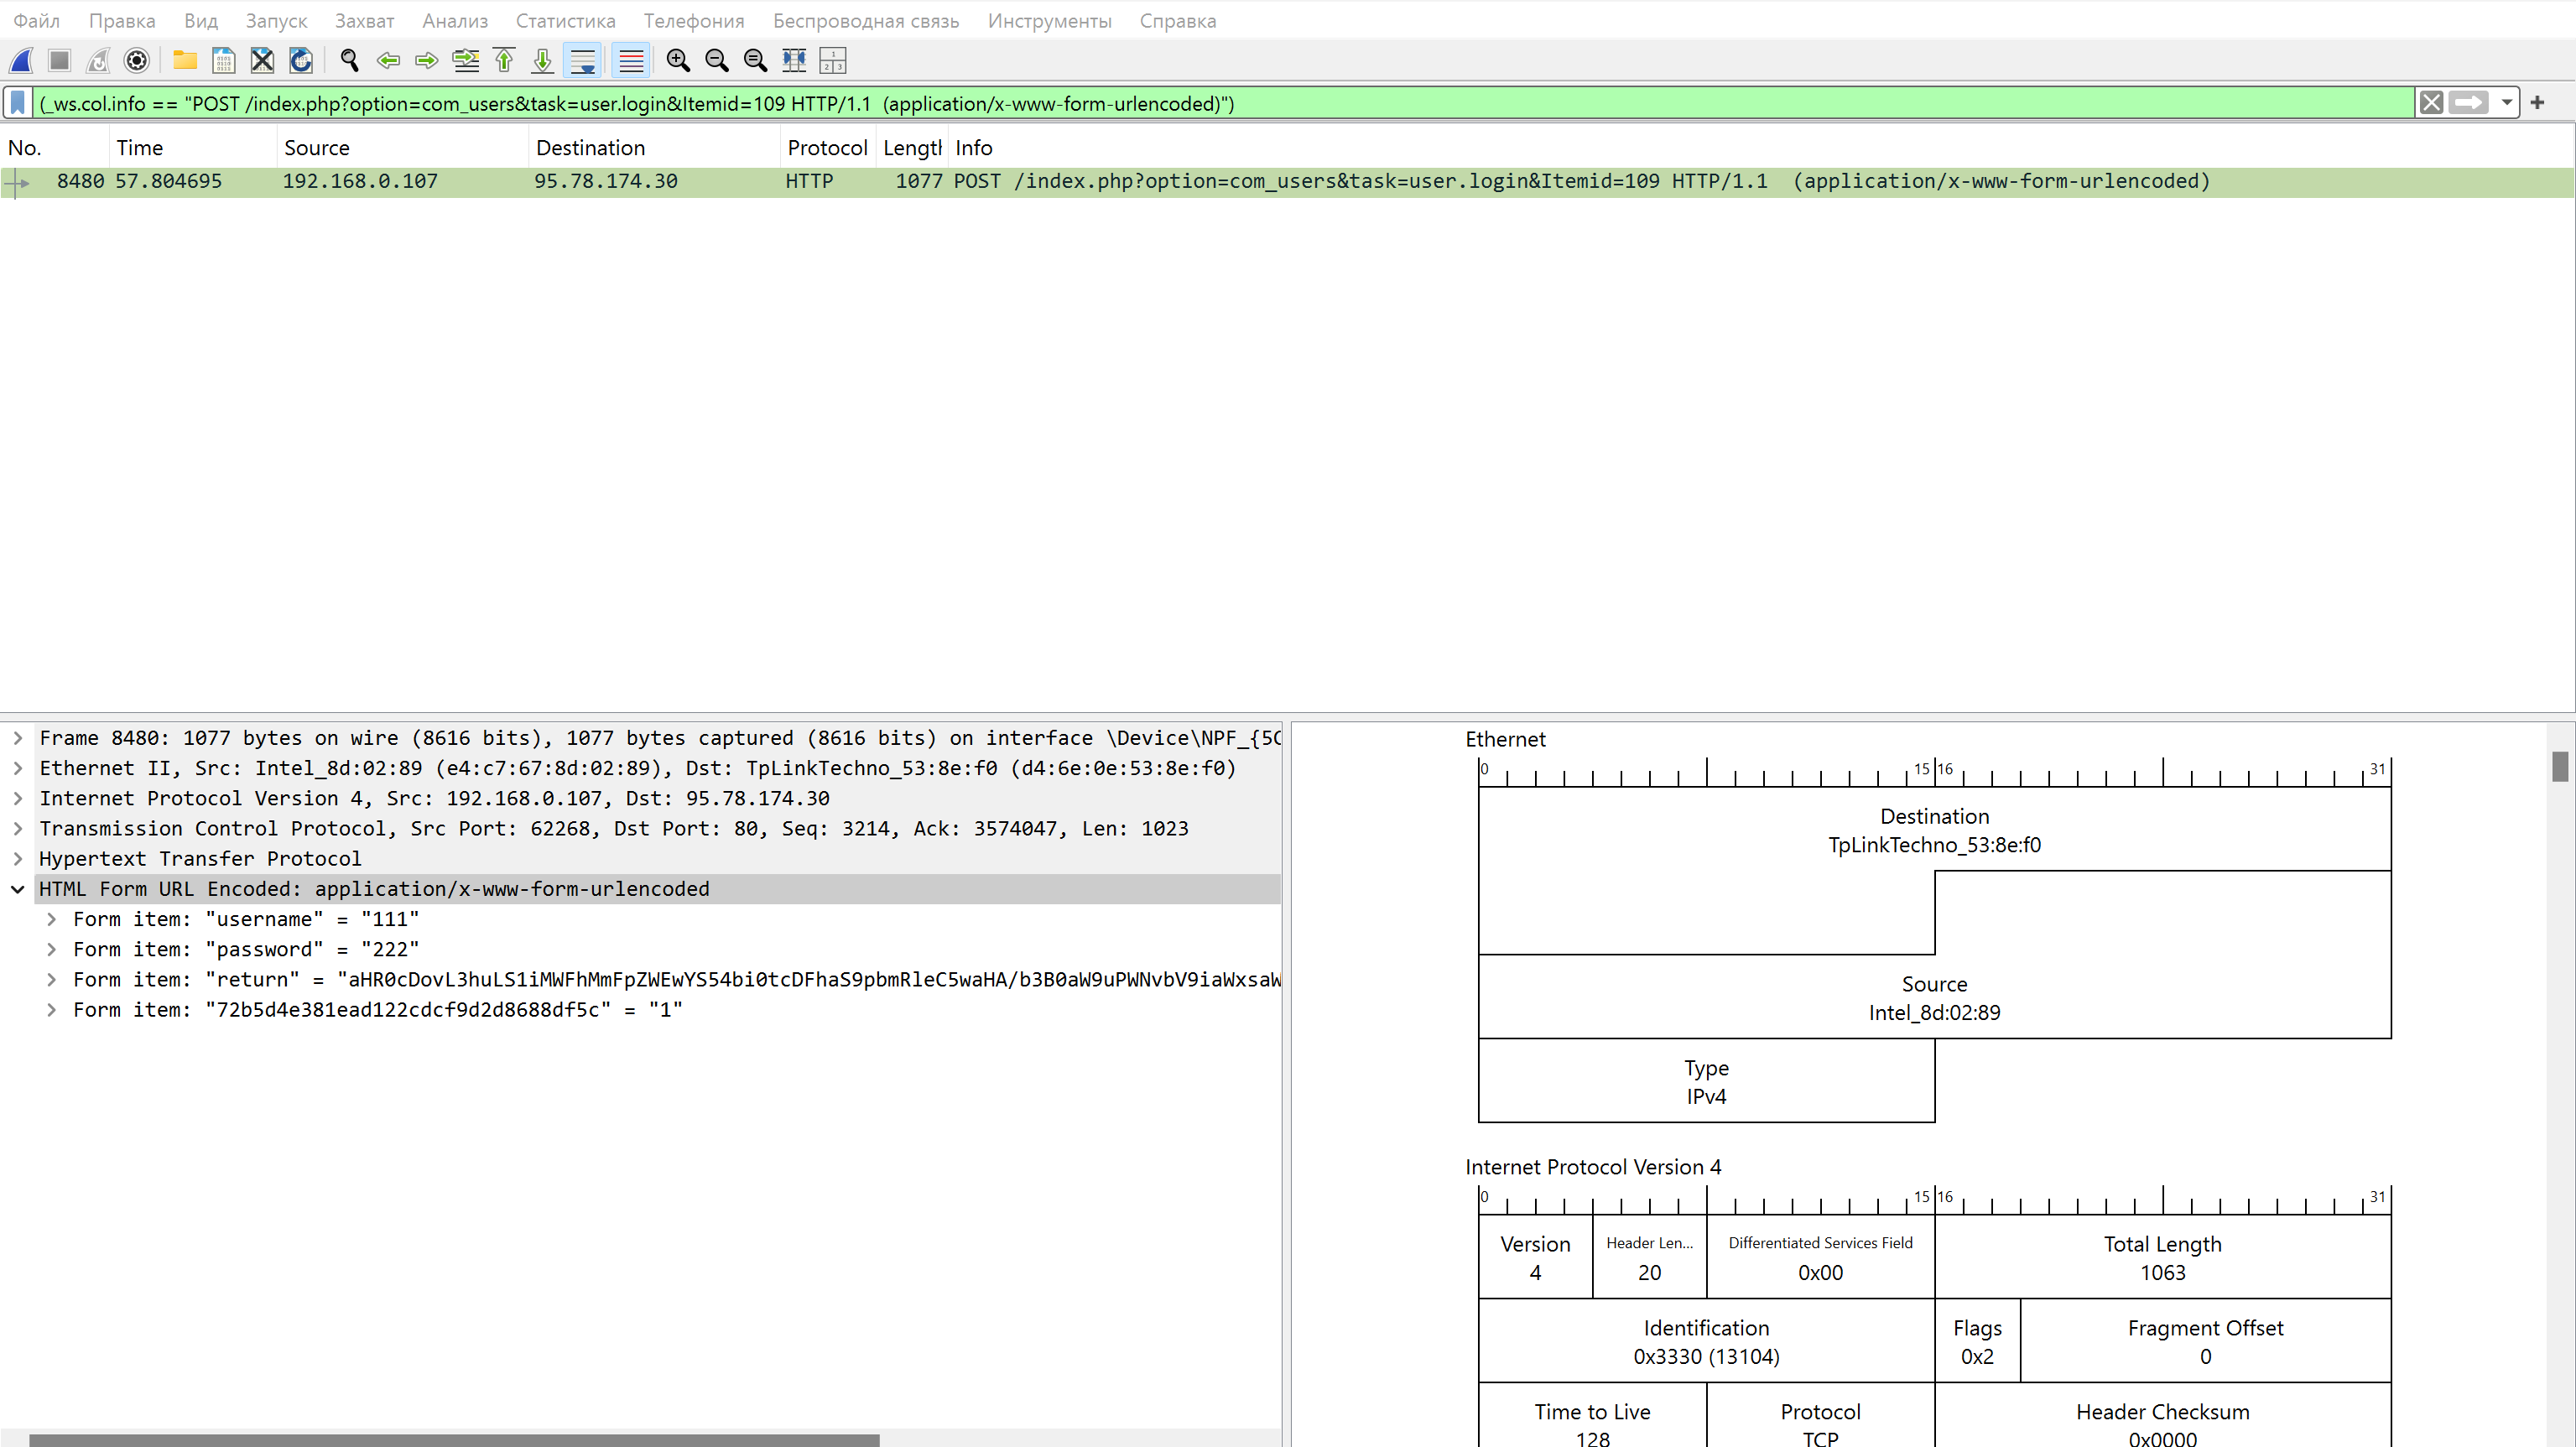 Файл Правка Вид Запуск Захват Анализ Статистика Телефония Беспроводная связь Инструменты Справка
(_ws.col.info == "POST /index.php?option=com_users&task=user.login&Itemid=109 HTTP/1.1  (application/x-www-form-urlencoded)")
No. Time Source Destination Protocol Length Info
8480 57.804695 192.168.0.107 95.78.174.30 HTTP 1077 POST /index.php?option=com_users&task=user.login&Itemid=109 HTTP/1.1  (application/x-www-form-urlencoded)
Frame 8480: 1077 bytes on wire (8616 bits), 1077 bytes captured (8616 bits) on interface \Device\NPF_{5C
Ethernet II, Src: Intel_8d:02:89 (e4:c7:67:8d:02:89), Dst: TpLinkTechno_53:8e:f0 (d4:6e:0e:53:8e:f0)
Internet Protocol Version 4, Src: 192.168.0.107, Dst: 95.78.174.30
Transmission Control Protocol, Src Port: 62268, Dst Port: 80, Seq: 3214, Ack: 3574047, Len: 1023
Hypertext Transfer Protocol
HTML Form URL Encoded: application/x-www-form-urlencoded
Form item: "username" = "111"
Form item: "password" = "222"
Form item: "return" = "aHR0cDovL3huLS1iMWFhMmFpZWEwYS54bi0tcDFhaS9pbmRleC5waHA/b3B0aW9uPWNvbV9iaWxsaW
Form item: "72b5d4e381ead122cdcf9d2d8688df5c" = "1"
Ethernet
0 15 16 31
Destination
TpLinkTechno_53:8e:f0
Source
Intel_8d:02:89
Type
IPv4
Internet Protocol Version 4
0 15 16 31
Version Header Len... Differentiated Services Field Total Length
4 20 0x00 1063
Identification Flags Fragment Offset
0x3330 (13104) 0x2 0
Time to Live Protocol Header Checksum
128 TCP 0x0000